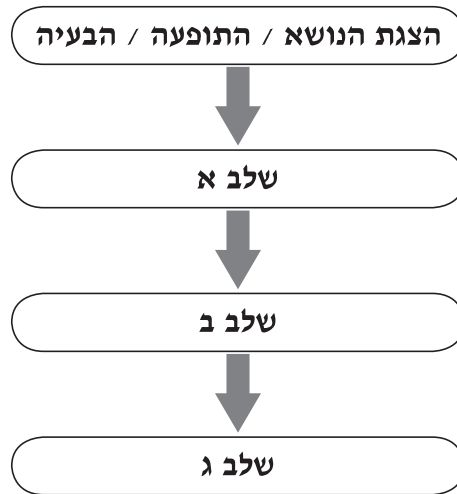 הצגת הנושא / התופעה / הבעיה
שלב א
שלב ב
שלב ג